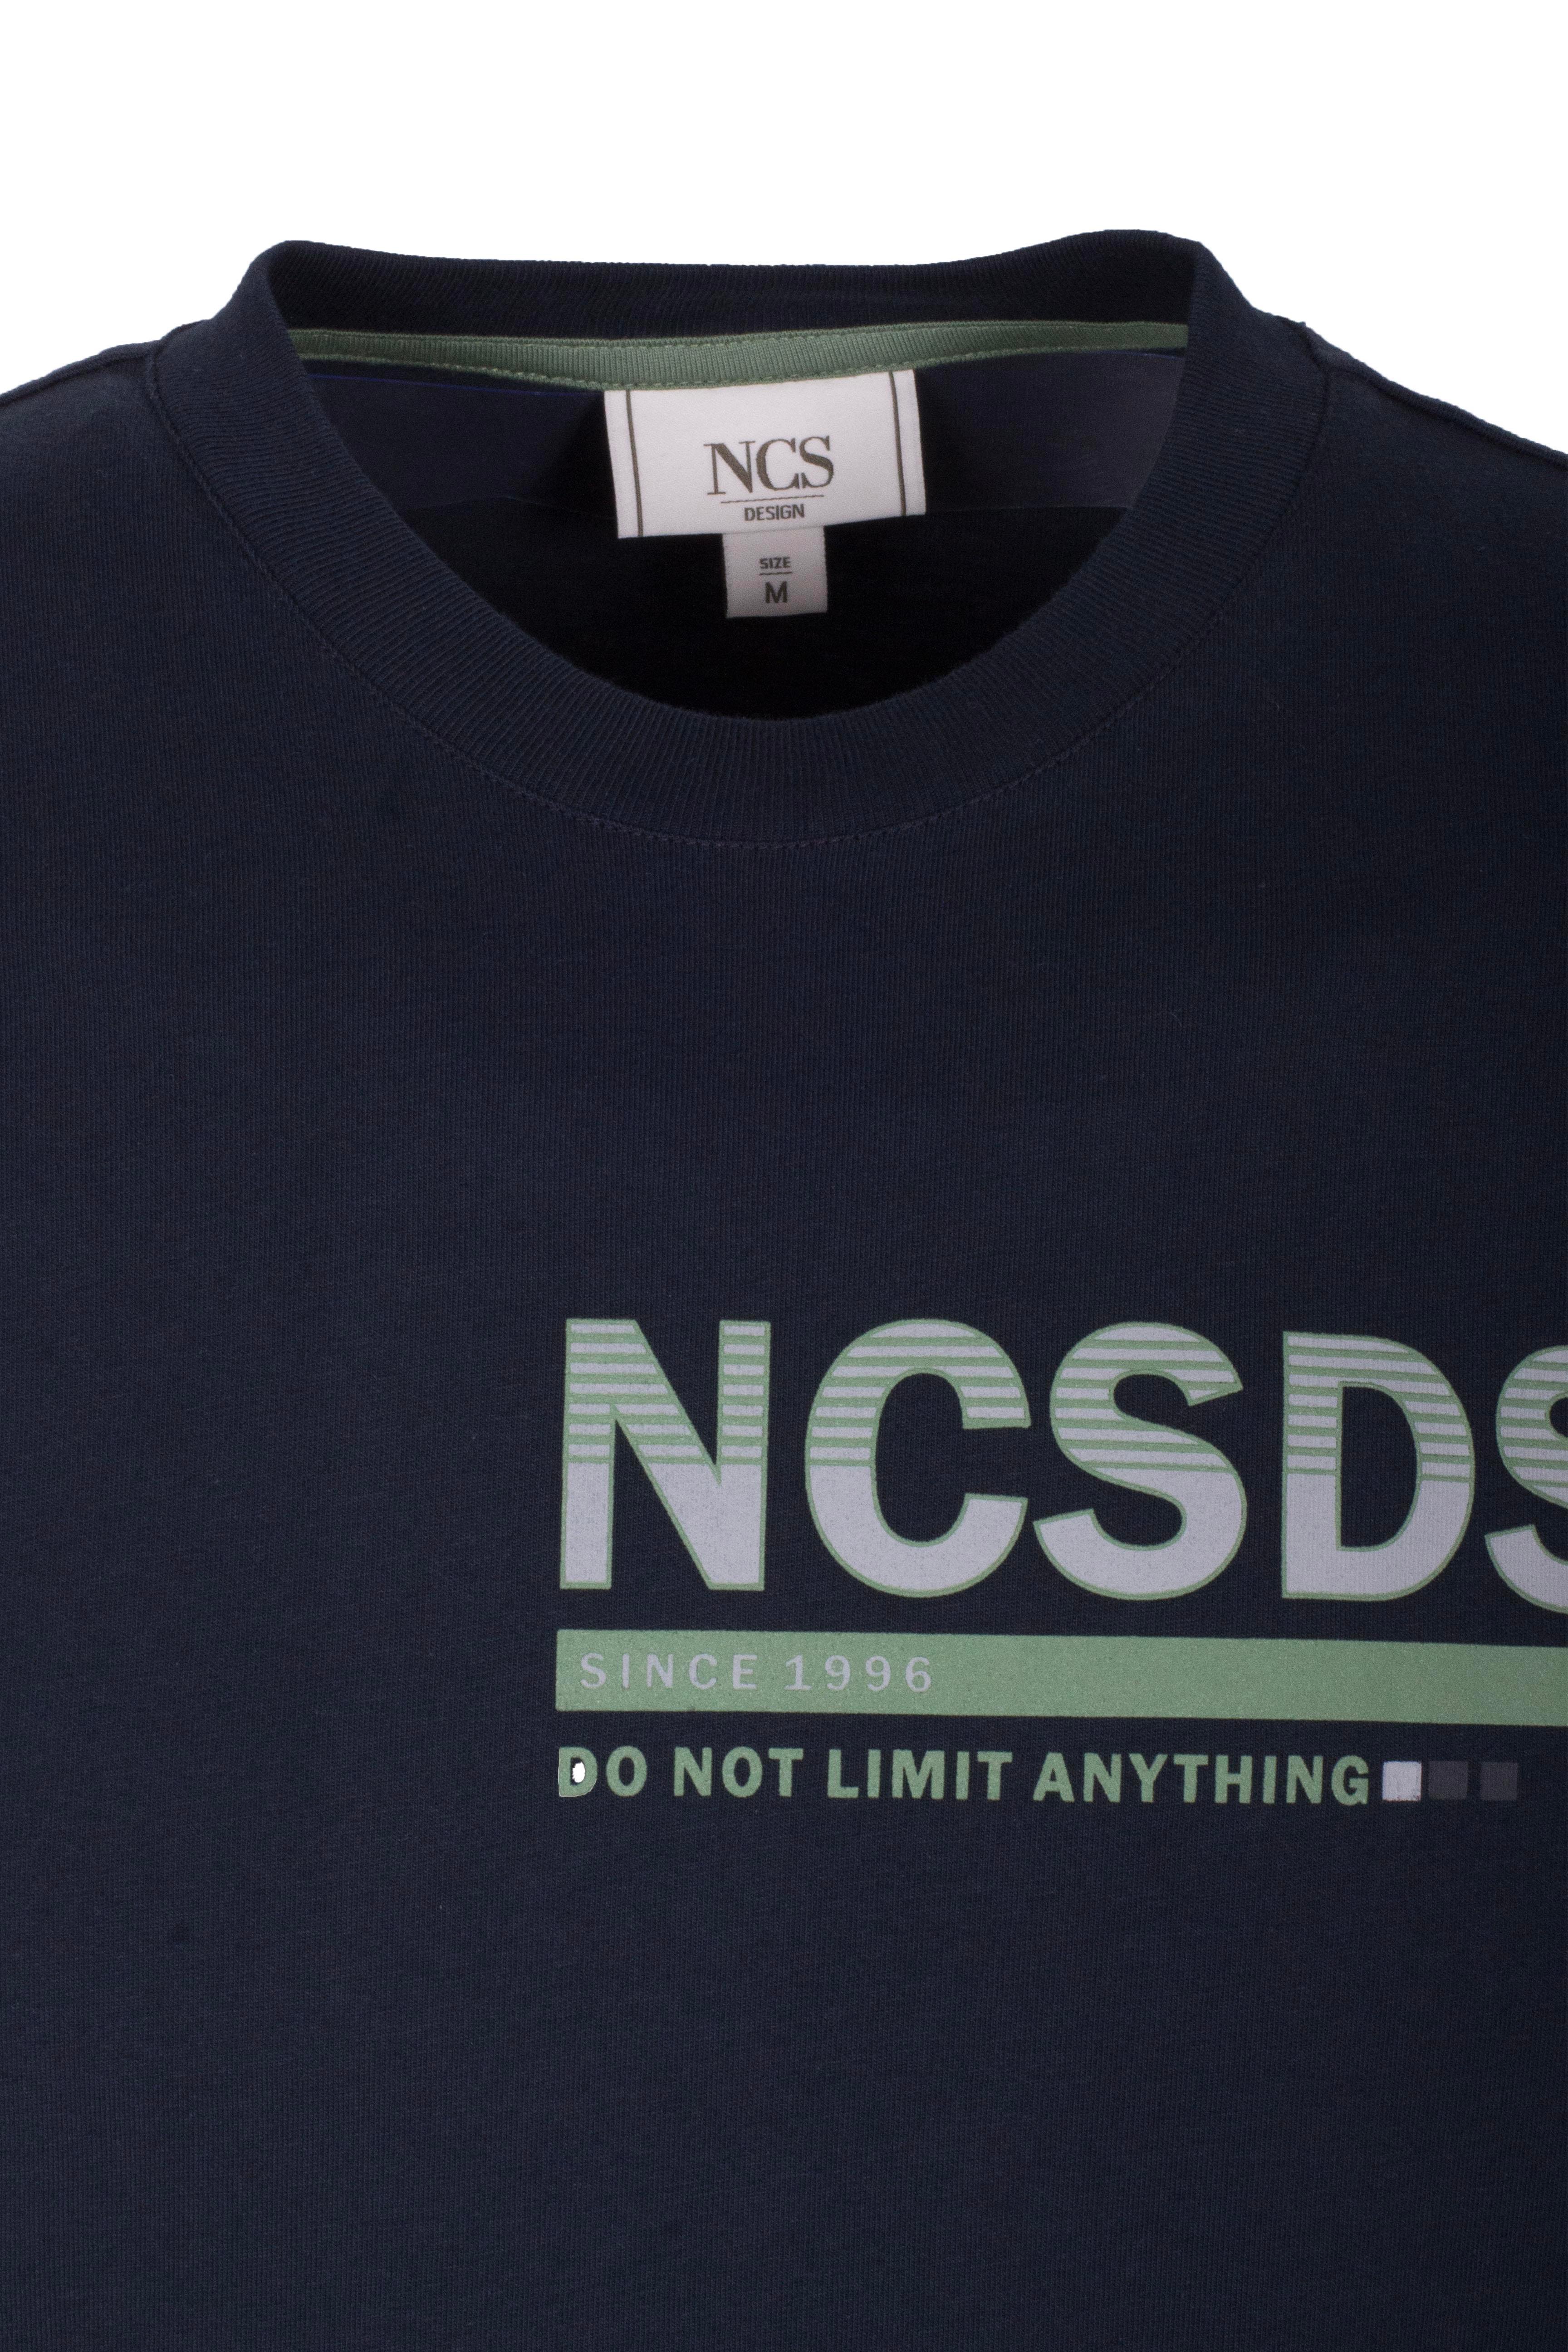 NCS
DESIGN
SIZE
M
NCSDS
SINCE 1996
DO NOT LIMIT ANYTHING